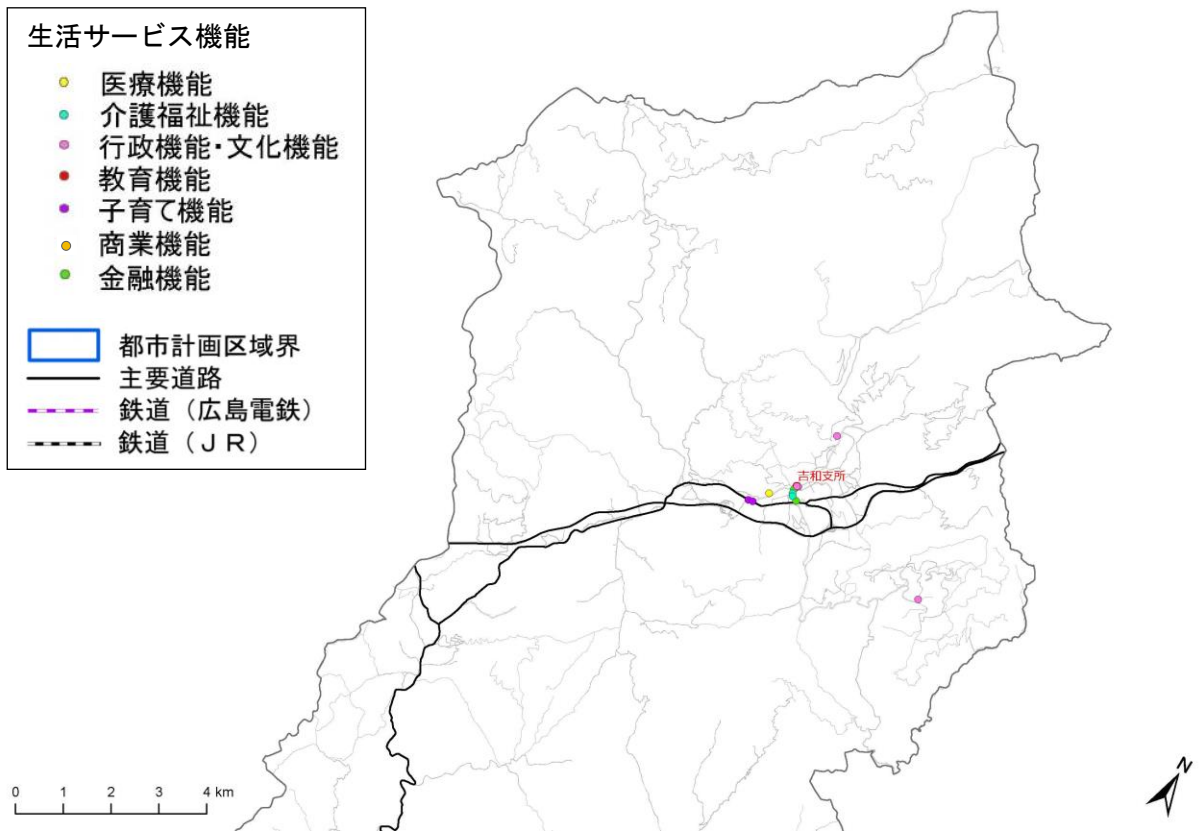 生活サービス機能
医療機能
介護福祉機能
行政機能・文化機能
教育機能
子育て機能
商業機能
金融機能
都市計画区域界
主要道路
鉄道（広島電鉄）
鉄道（ＪＲ）
吉和支所
0 1 2 3 4 km
N